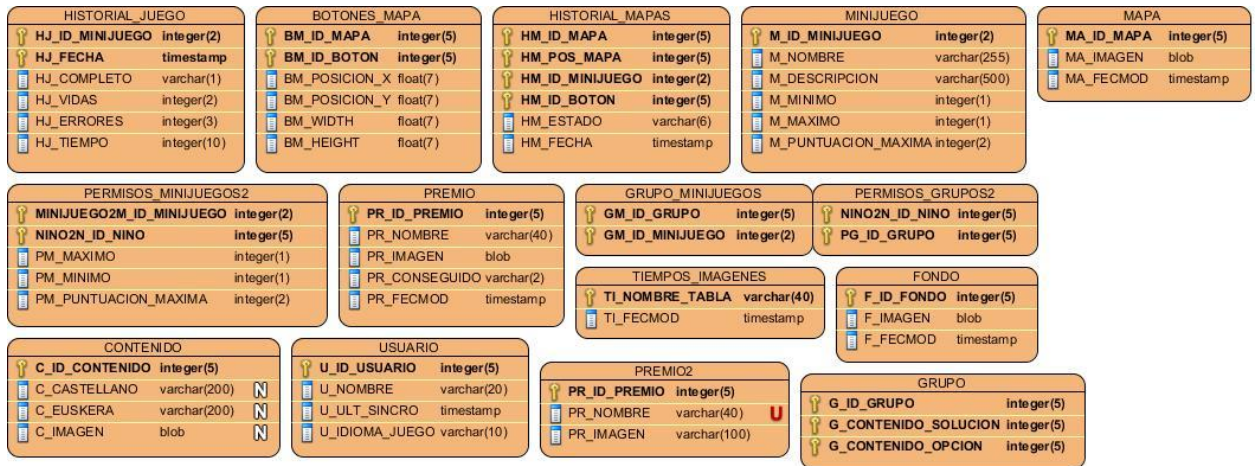 HISTORIAL_JUEGO
HJ_ID_MINIJUEGO integer(2)
HJ_FECHA timestamp
HJ_COMPLETO varchar(1)
HJ_VIDAS integer(2)
HJ_ERRORES integer(3)
HJ_TIEMPO integer(10)
BOTONES_MAPA
BM_ID_MAPA integer(5)
BM_ID_BOTON integer(5)
BM_POSICION_X float(7)
BM_POSICION_Y float(7)
BM_WIDTH float(7)
BM_HEIGHT float(7)
HISTORIAL_MAPAS
HM_ID_MAPA integer(5)
HM_POS_MAPA integer(5)
HM_ID_MINIJUEGO integer(2)
HM_ID_BOTON integer(5)
HM_ESTADO varchar(6)
HM_FECHA timestamp
MINIJUEGO
M_ID_MINIJUEGO integer(2)
M_NOMBRE varchar(255)
M_DESCRIPCION varchar(500)
M_MINIMO integer(1)
M_MAXIMO integer(1)
M_PUNTUACION_MAXIMA integer(2)
MAPA
MA_ID_MAPA integer(5)
MA_IMAGEN blob
MA_FECMOD timestamp
PERMISOS_MINIJUEGOS2
MINIJUEGO2M_ID_MINIJUEGO integer(2)
NINO2N_ID_NINO integer(5)
PM_MAXIMO integer(1)
PM_MINIMO integer(1)
PM_PUNTUACION_MAXIMA integer(2)
PREMIO
PR_ID_PREMIO integer(5)
PR_NOMBRE varchar(40)
PR_IMAGEN blob
PR_CONSEGUIDO varchar(2)
PR_FECMOD timestamp
GRUPO_MINIJUEGOS
GM_ID_GRUPO integer(5)
GM_ID_MINIJUEGO integer(2)
PERMISOS_GRUPOS2
NINO2N_ID_NINO integer(5)
PG_ID_GRUPO integer(5)
TIEMPOS_IMAGENES
TI_NOMBRE_TABLA varchar(40)
TI_FECMOD timestamp
FONDO
F_ID_FONDO integer(5)
F_IMAGEN blob
F_FECMOD timestamp
CONTENIDO
C_ID_CONTENIDO integer(5)
C_CASTELLANO varchar(200) N
C_EUSKERA varchar(200) N
C_IMAGEN blob N
USUARIO
U_ID_USUARIO integer(5)
U_NOMBRE varchar(20)
U_ULT_SINCRO timestamp
U_IDIOMA_JUEGO varchar(10)
PREMIO2
PR_ID_PREMIO integer(5)
PR_NOMBRE varchar(40) U
PR_IMAGEN varchar(100)
GRUPO
G_ID_GRUPO integer(5)
G_CONTENIDO_SOLUCION integer(5)
G_CONTENIDO_OPCION integer(5)